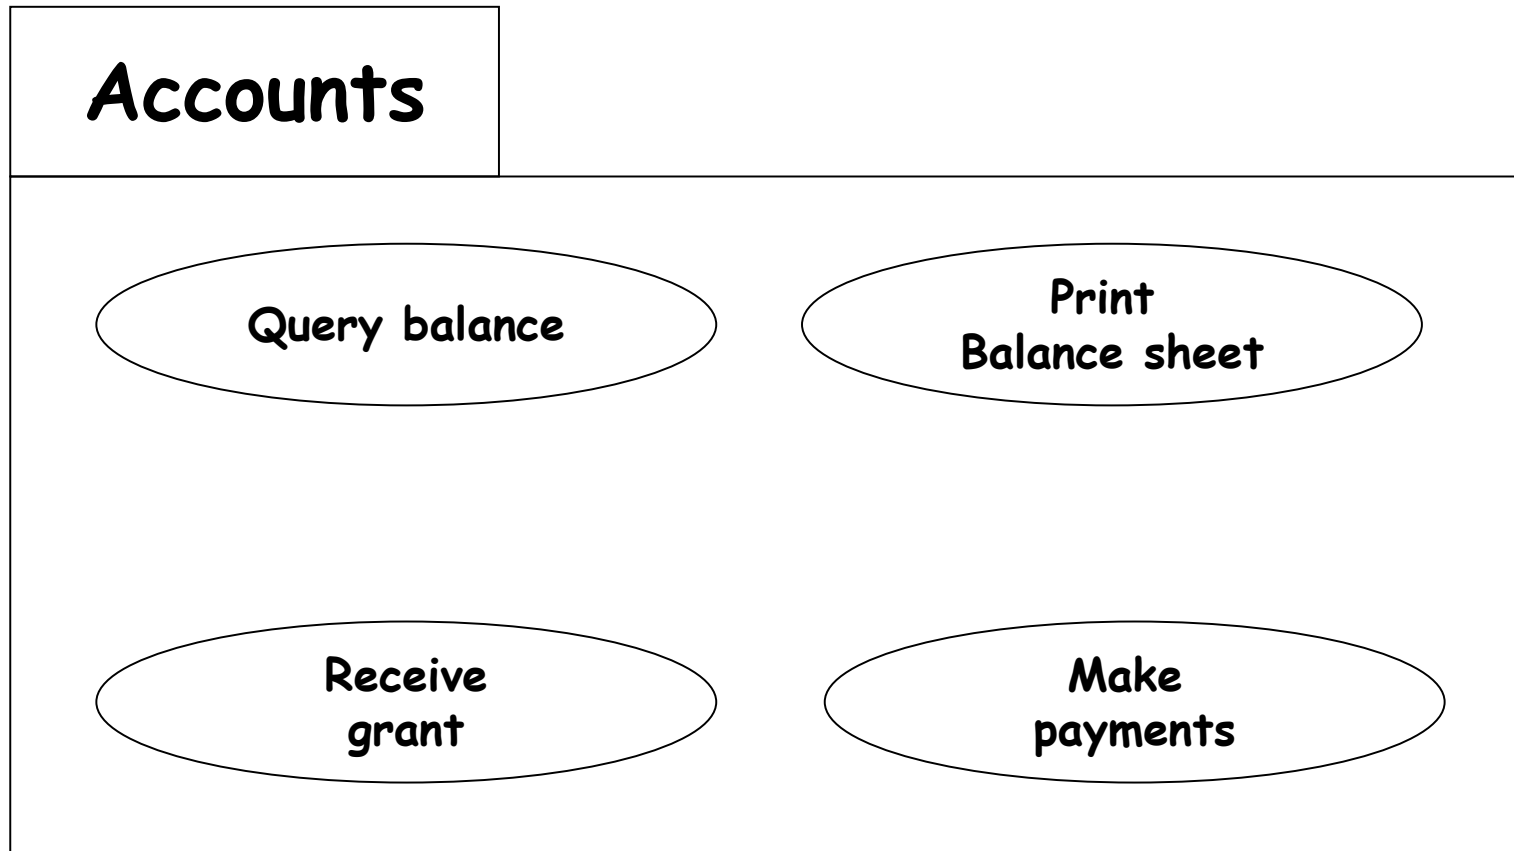 Accounts
Query balance
Print
Balance sheet
Receive
grant
Make
payments